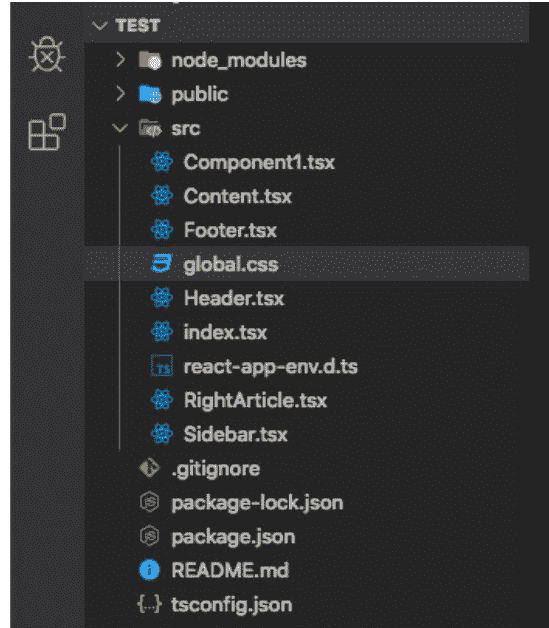 TEST
node_modules
public
src
Component1.tsx
Content.tsx
Footer.tsx
global.css
Header.tsx
index.tsx
TS react-app-env.d.ts
RightArticle.tsx
Sidebar.tsx
.gitignore
package-lock.json
package.json
README.md
{..} tsconfig.json